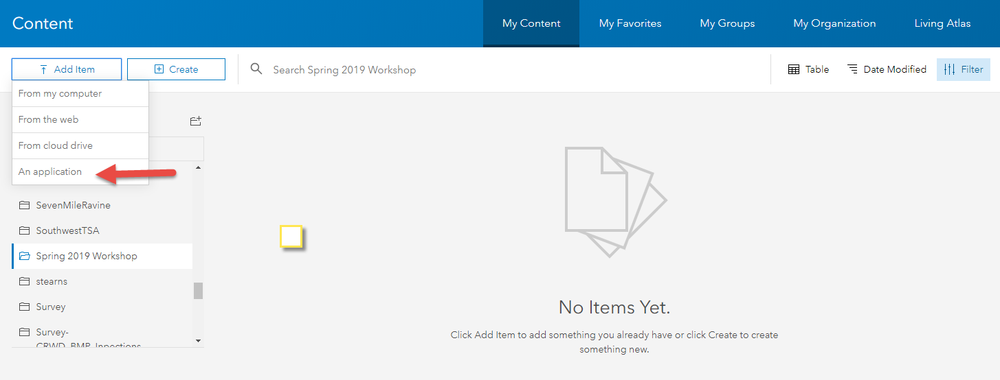 Content
My Content
My Favorites
My Groups
My Organization
Living Atlas
Add Item
Create
Search Spring 2019 Workshop
Table
Date Modified
Filter
From my computer
From the web
From cloud drive
An application
SevenMileRavine
SouthwestTSA
Spring 2019 Workshop
stearns
Survey
Survey-
CRWD_BMP_Inpections
No Items Yet.
Click Add Item to add something you already have or click Create to create
something new.